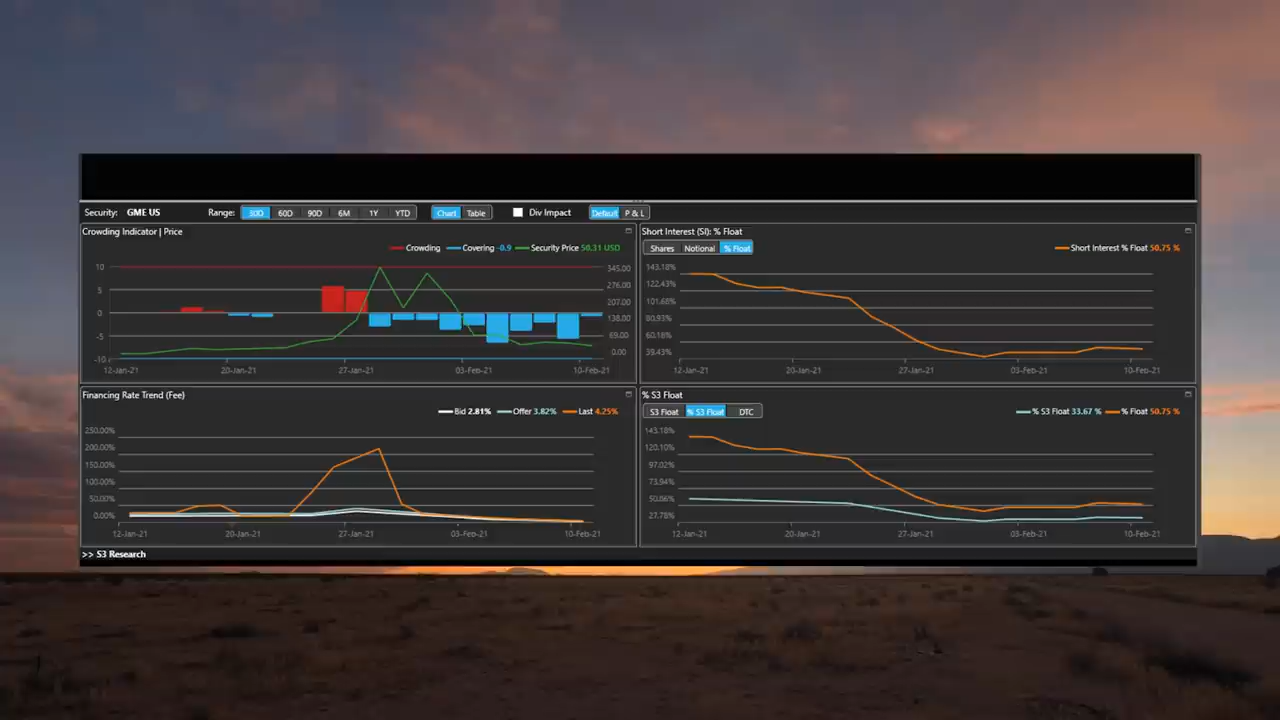 Security: GME US Range: 30D 60D 90D 6M 1Y YTD Chart Table Div Impact Default P & L
Crowding Indicator | Price
Crowding Covering -0.9 Security Price 50.31 USD
10
5
0
-5
-10
345.00
276.00
207.00
138.00
69.00
0.00
12-Jan-21 20-Jan-21 27-Jan-21 03-Feb-21 10-Feb-21
Short Interest (SI): % Float
Shares Notional % Float
Short Interest % Float 50.75 %
143.18%
122.43%
101.68%
80.93%
60.18%
39.43%
12-Jan-21 20-Jan-21 27-Jan-21 03-Feb-21 10-Feb-21
Financing Rate Trend (Fee)
Bid 2.81% Offer 3.82% Last 4.25%
250.00%
200.00%
150.00%
100.00%
50.00%
0.00%
12-Jan-21 20-Jan-21 27-Jan-21 03-Feb-21 10-Feb-21
% S3 Float
S3 Float % S3 Float DTC
% S3 Float 33.67 % % Float 50.75 %
143.18%
120.10%
97.02%
73.94%
50.86%
27.78%
12-Jan-21 20-Jan-21 27-Jan-21 03-Feb-21 10-Feb-21
>> S3 Research